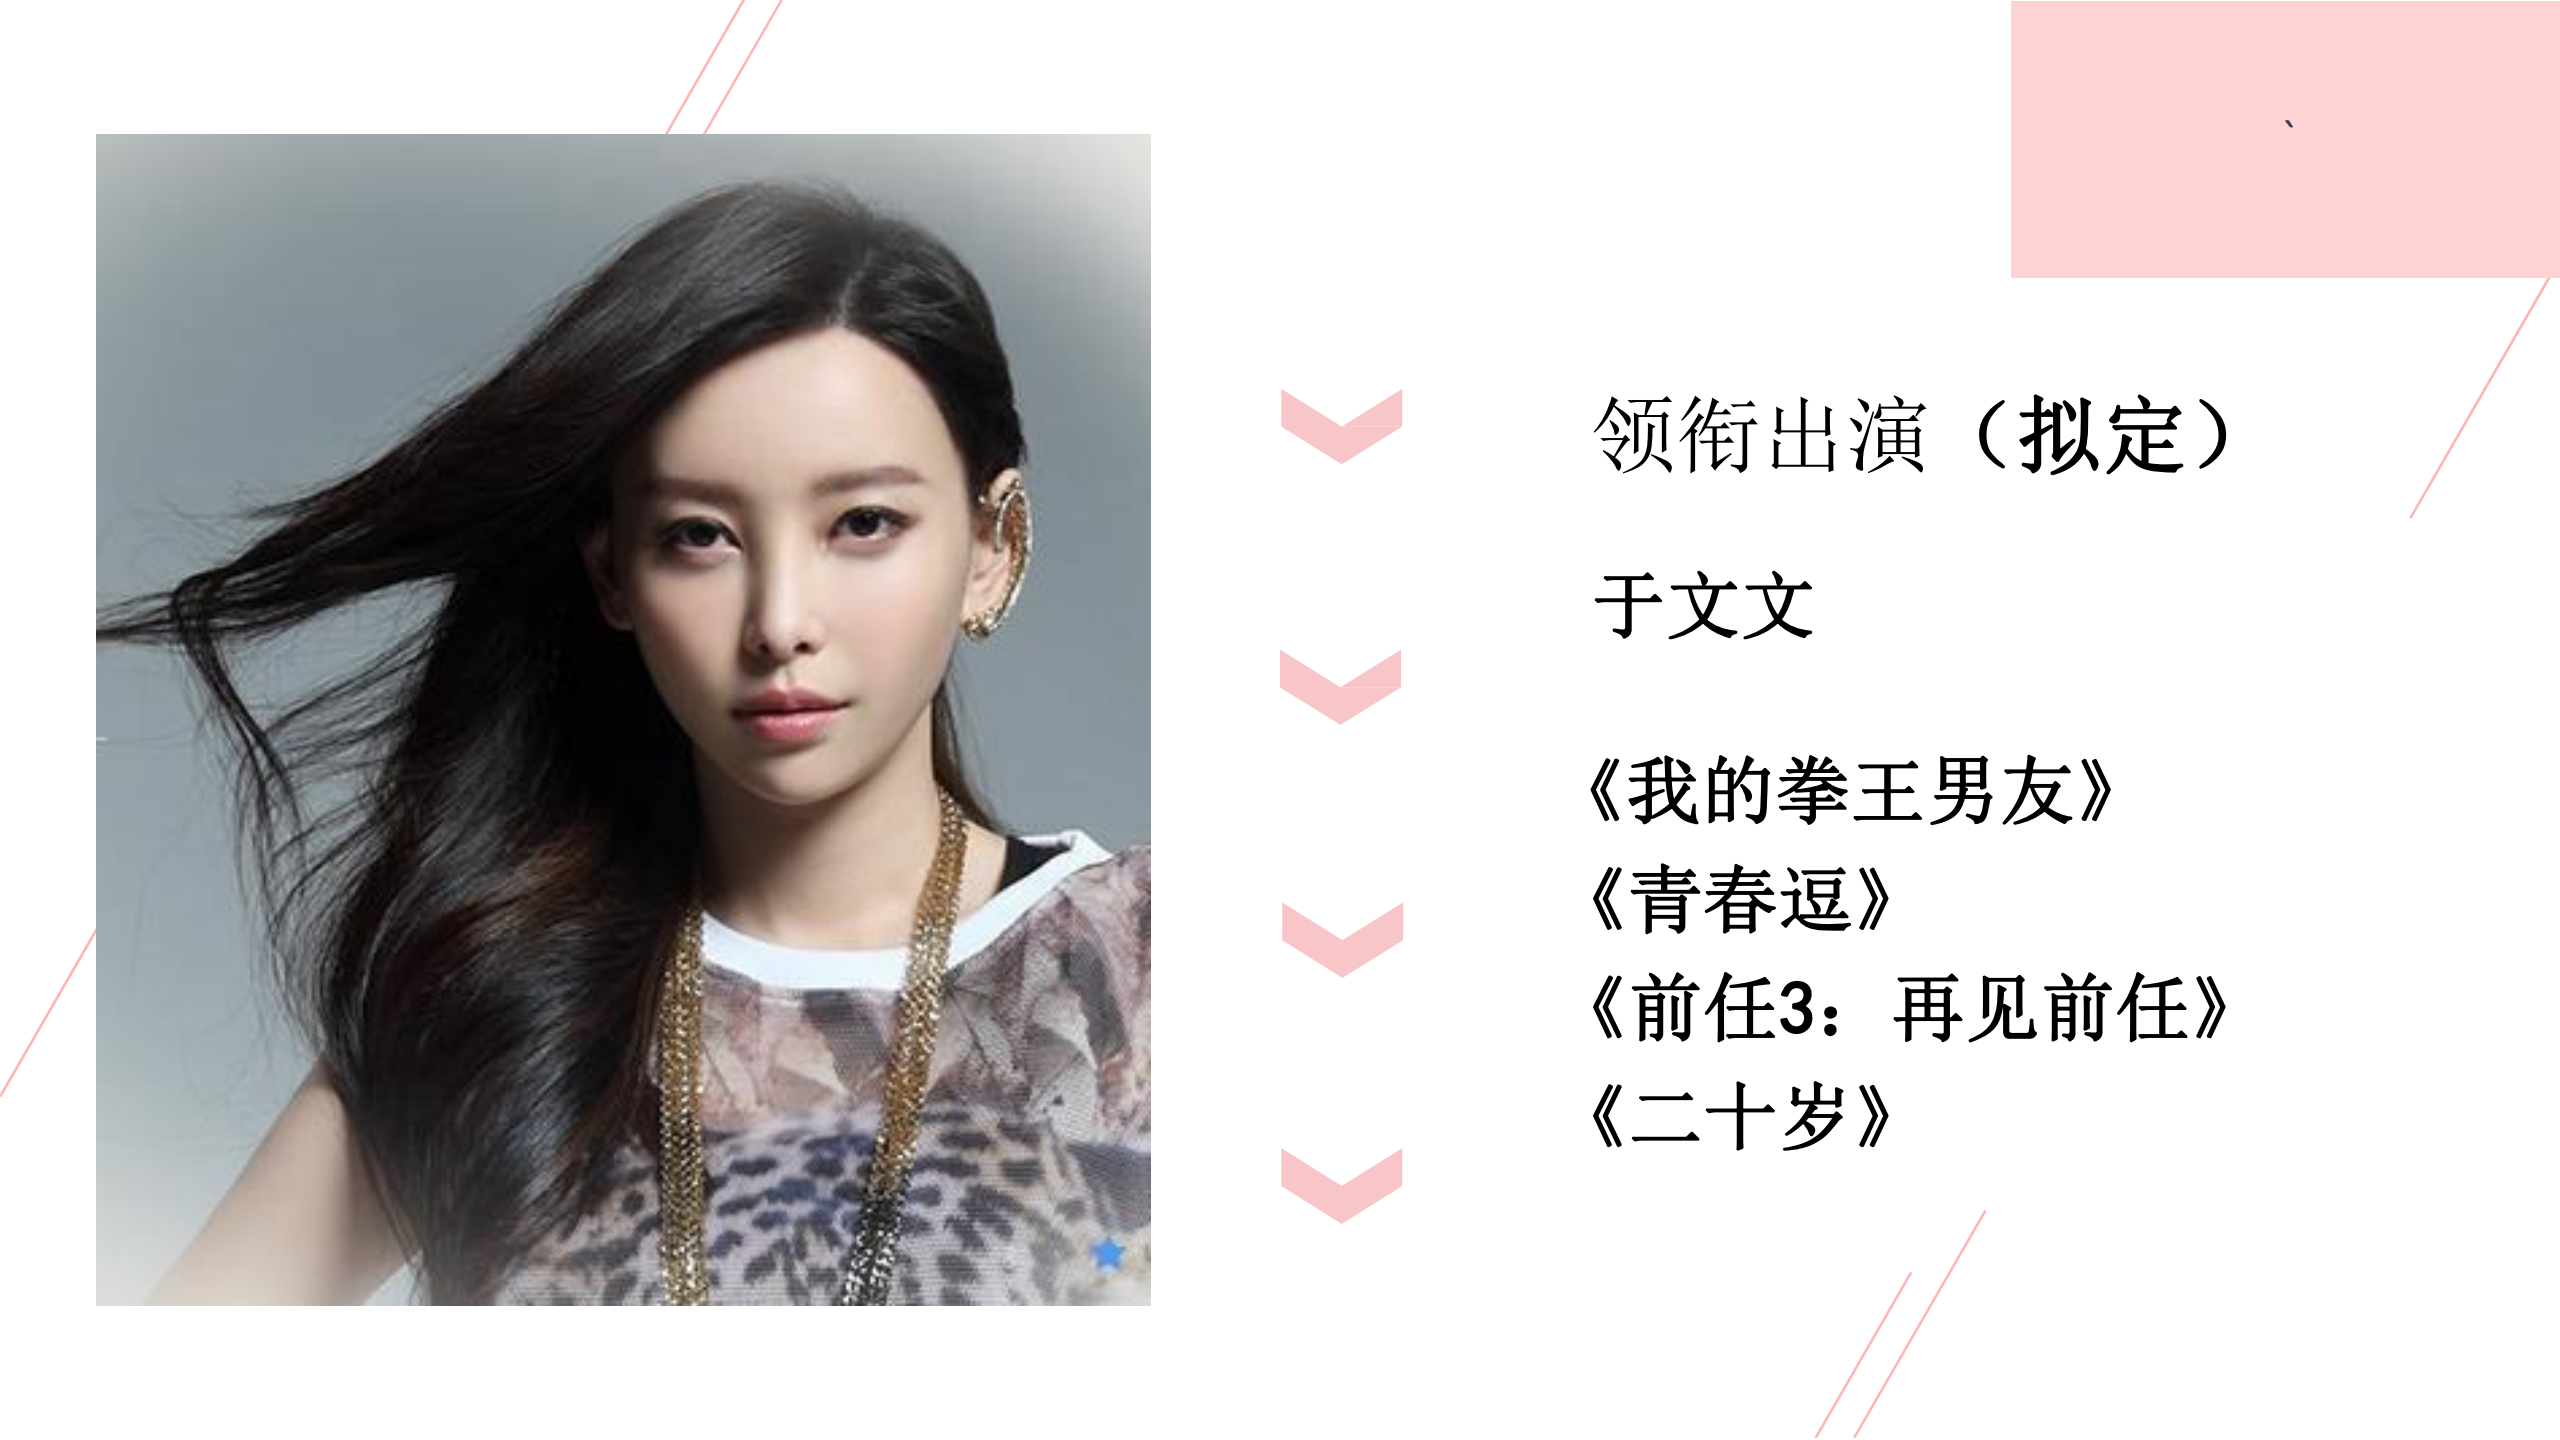 `
领衔出演（拟定）
于文文
《我的拳王男友》
《青春逗》
《前任3：再见前任》
《二十岁》